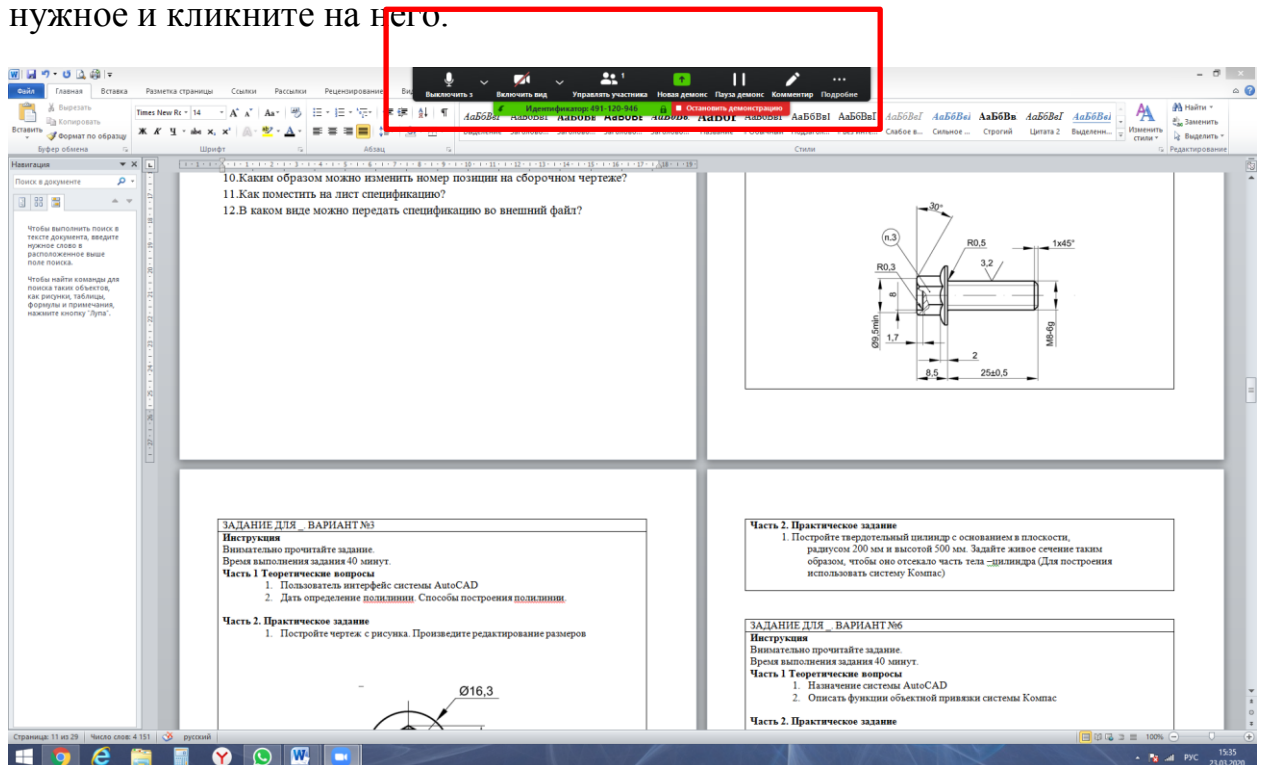 нужное и кликните на него.
Файл Главная Вставка Разметка страницы Ссылки Рассылки Рецензирование Ви
Выключить з Включить вид Управлять участника 1 Новая демонс Пауза демонс Комментир Подробне
Идентификатор: 491-120-946 Остановить демонстрацию
Вырезать
Копировать
Формат по образцу
Вставить
Буфер обмена
Times New Rc 14
Шрифт
Абзац
АаБбВвІ
Слабое в... Сильное ... Строгий Цитата 2 Выделенн...
Стили
Изменить стили
Найти
Заменить
Выделить
Редактирование
Навигация
Поиск в документе
Чтобы выполнить поиск в
тексте документа, введите
нужное слово в
расположенное выше
поле поиска.
Чтобы найти команды для
поиска таких объектов,
как рисунки, таблицы,
формулы и примечания,
нажмите кнопку "Лупа".
10.Каким образом можно изменить номер позиции на сборочном чертеже?
11.Как поместить на лист спецификацию?
12.В каком виде можно передать спецификацию во внешний файл?
30°
п.3
R0,5
1x45°
R0,3
3,2
8
Ø9,5min
1,7
M8-6g
2
8,5
25±0,5
ЗАДАНИЕ ДЛЯ _. ВАРИАНТ №3
Инструкция
Внимательно прочитайте задание.
Время выполнения задания 40 минут.
Часть 1 Теоретические вопросы
1. Пользователь интерфейс системы AutoCAD
2. Дать определение полилинии. Способы построения полилинии.
Часть 2. Практическое задание
1. Постройте чертеж с рисунка. Произведите редактирование размеров
Ø16,3
Часть 2. Практическое задание
1. Постройте твердотельный цилиндр с основанием в плоскости,
радиусом 200 мм и высотой 500 мм. Задайте живое сечение таким
образом, чтобы оно отсекало часть тела –цилиндра (Для построения
использовать систему Компас)
ЗАДАНИЕ ДЛЯ _. ВАРИАНТ №6
Инструкция
Внимательно прочитайте задание.
Время выполнения задания 40 минут.
Часть 1 Теоретические вопросы
1. Назначение системы AutoCAD
2. Описать функции объектной привязки системы Компас
Часть 2. Практическое задание
Страница: 11 из 29 Число слов: 4 151 русский
100%
РУС
15:35
23.03.2020